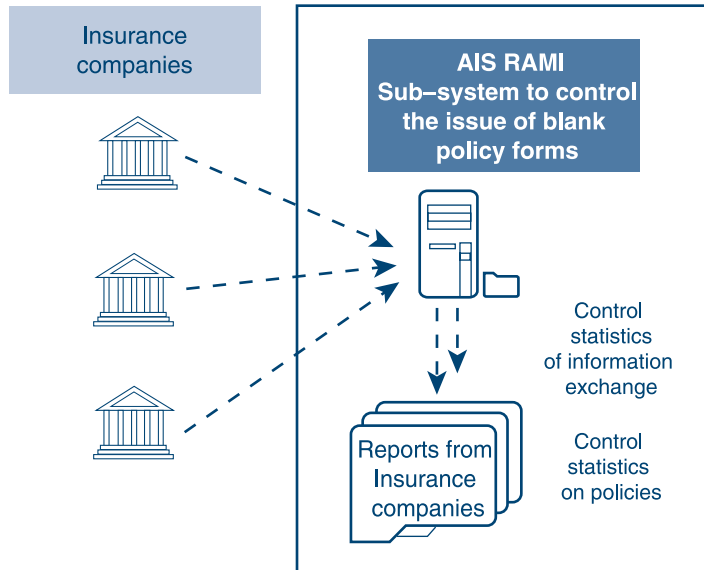 Insurance
companies
AIS RAMI
Sub–system to control
the issue of blank
policy forms
Control
statistics
of information
exchange
Reports from
Insurance
companies
Control
statistics
on policies